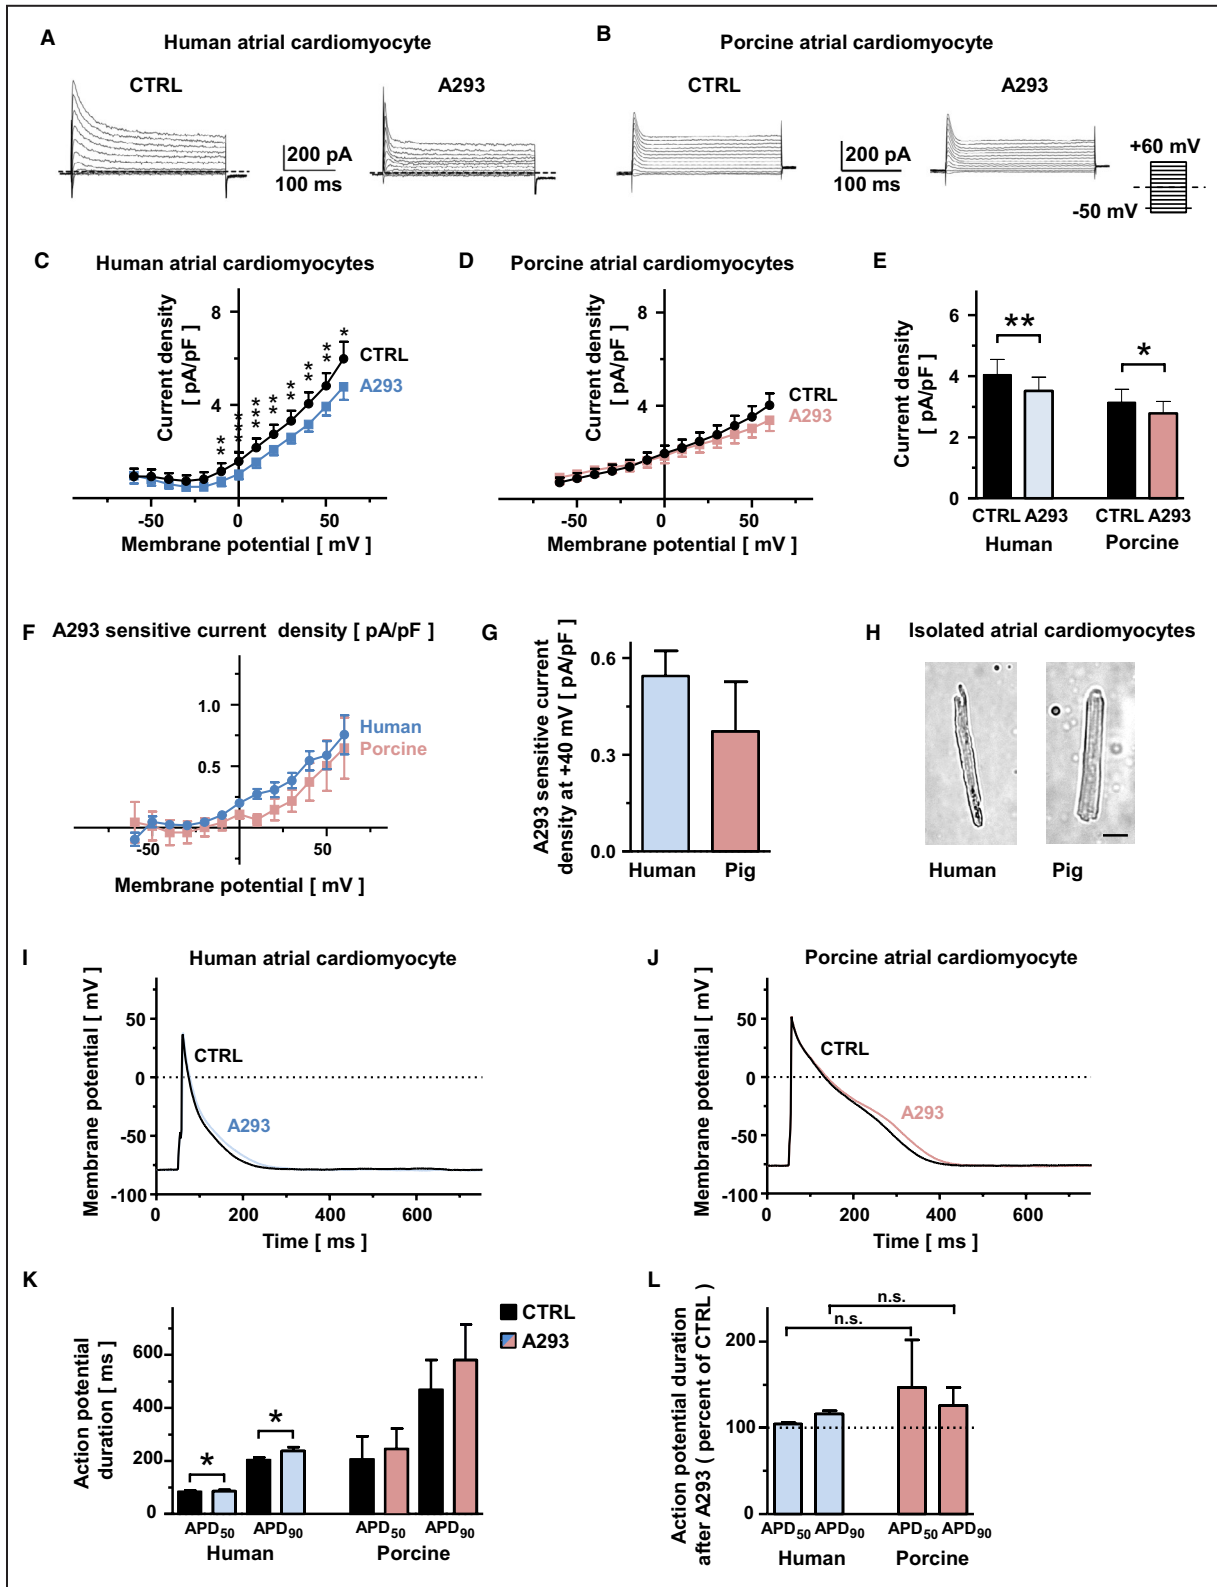 A
Human atrial cardiomyocyte
CTRL
A293
200 pA
100 ms
B
Porcine atrial cardiomyocyte
CTRL
A293
200 pA
100 ms
+60 mV
-50 mV
C
Human atrial cardiomyocytes
Current density
[ pA/pF ]
8
4
-50
0
50
* *
* * *
* * *
* *
* *
* *
* *
*
CTRL
A293
Membrane potential [ mV ]
D
Porcine atrial cardiomyocytes
Current density
[ pA/pF ]
8
4
-50
0
50
CTRL
A293
Membrane potential [ mV ]
E
Current density
[ pA/pF ]
6
4
2
0
**
*
CTRL A293
CTRL A293
Human
Porcine
F
A293 sensitive current density [ pA/pF ]
1.0
0.5
-50
50
Human
Porcine
Membrane potential [ mV ]
G
A293 sensitive current
density at +40 mV [ pA/pF ]
0.6
0.3
0.0
Human
Pig
H
Isolated atrial cardiomyocytes
Human
Pig
I
Human atrial cardiomyocyte
Membrane potential [ mV ]
50
0
-50
-100
CTRL
A293
0
200
400
600
Time [ ms ]
J
Porcine atrial cardiomyocyte
Membrane potential [ mV ]
50
0
-50
-100
CTRL
A293
0
200
400
600
Time [ ms ]
K
Action potential
duration [ ms ]
600
400
200
0
*
*
CTRL
A293
APD50
APD90
APD50
APD90
Human
Porcine
L
Action potential duration
after A293 ( percent of CTRL )
200
100
0
n.s.
n.s.
APD50 APD90
APD50 APD90
Human
Porcine